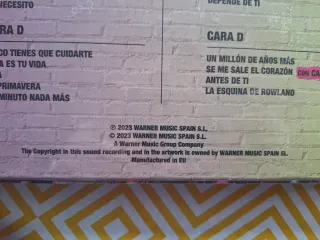 NECESITO
DEPENDE DE TI
CARA D
UN MILLÓN DE AÑOS MÁS
SE ME SALE EL CORAZÓN CON CA
ANTES DE TI
LA ESQUINA DE ROWLAND
RA D
CO TIENES QUE CUIDARTE
A ES TU VIDA
A
PRIMAVERA
MINUTO NADA MÁS
℗ 2023 WARNER MUSIC SPAIN S.L.
© 2023 WARNER MUSIC SPAIN S.L.
A Warner Music Group Company
The Copyright in this sound recording and in the artwork is owned by WARNER MUSIC SPAIN SL.
Manufactured in EU